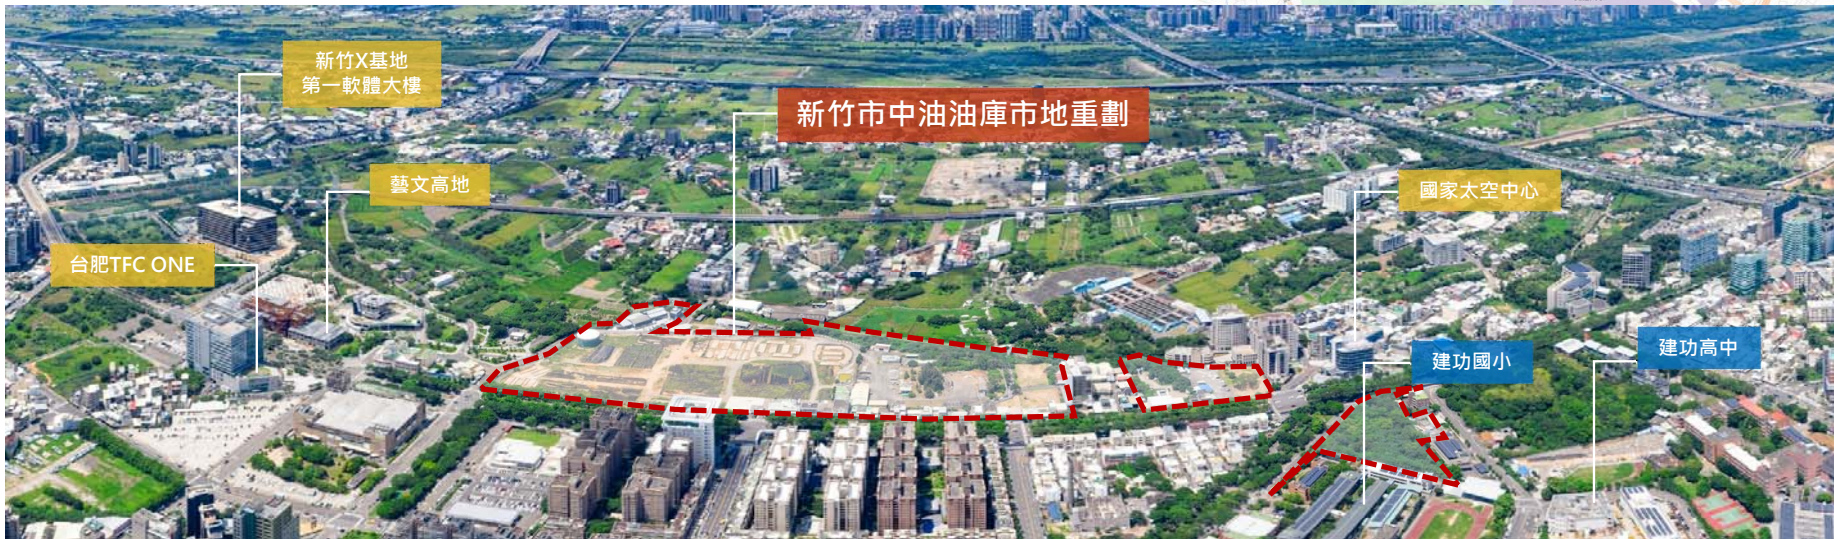 新竹X基地
第一軟體大樓
新竹市中油油庫市地重劃
藝文高地
國家太空中心
台肥TFC ONE
建功國小
建功高中